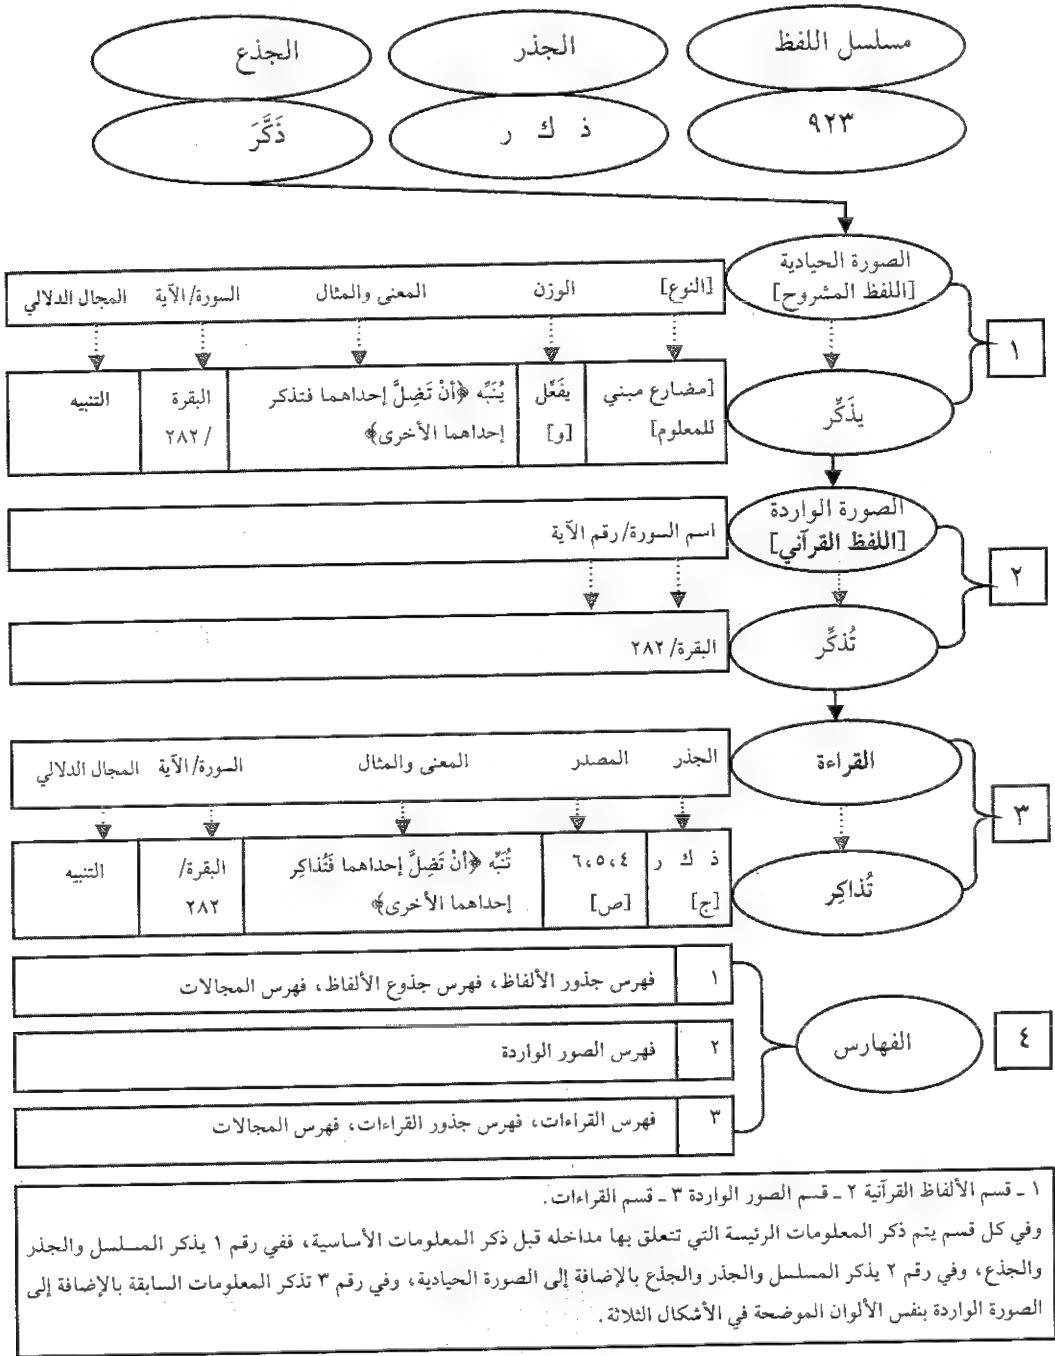 مسلسل اللفظ
الجذر
الجذع
٩٢٣
ذ ك ر
ذَكَّرَ
١
الصورة الحيادية
[اللفظ المشروح]
[النوع] الوزن المعنى والمثال السورة/الآية المجال الدلالي
يذَكِّر
[مضارع مبني
للمعلوم]
يفَعِّل
[و]
يُنَبِّه ﴿أنْ تَضِلَّ إحداهما فتذكر
إحداهما الأخرى﴾
البقرة
/٢٨٢
التنبيه
٢
الصورة الواردة
[اللفظ القرآني]
اسم السورة/رقم الآية
تُذكِّر
البقرة/٢٨٢
٣
القراءة
الجذر المصدر المعنى والمثال السورة/الآية المجال الدلالي
تُذاكِر
ذ ك ر
[ج]
٦،٥،٤
[ص]
تُنَبِّه ﴿أنْ تَضِلَّ إحداهما فَتُذاكِر
إحداهما الأخرى﴾
البقرة/
٢٨٢
التنبيه
٤
الفهارس
١ فهرس جذور الألفاظ، فهرس جذوع الألفاظ، فهرس المجالات
٢ فهرس الصور الواردة
٣ فهرس القراءات، فهرس جذور القراءات، فهرس المجالات
١ ـ قسم الألفاظ القرآنية ٢ ـ قسم الصور الواردة ٣ ـ قسم القراءات.
وفي كل قسم يتم ذكر المعلومات الرئيسة التي تتعلق بها مداخله قبل ذكر المعلومات الأساسية، ففي رقم ١ يذكر المسلسل والجذر
والجذع، وفي رقم ٢ يذكر المسلسل والجذر والجذع بالإضافة إلى الصورة الحيادية، وفي رقم ٣ تذكر المعلومات السابقة بالإضافة إلى
الصورة الواردة بنفس الألوان الموضحة في الأشكال الثلاثة.